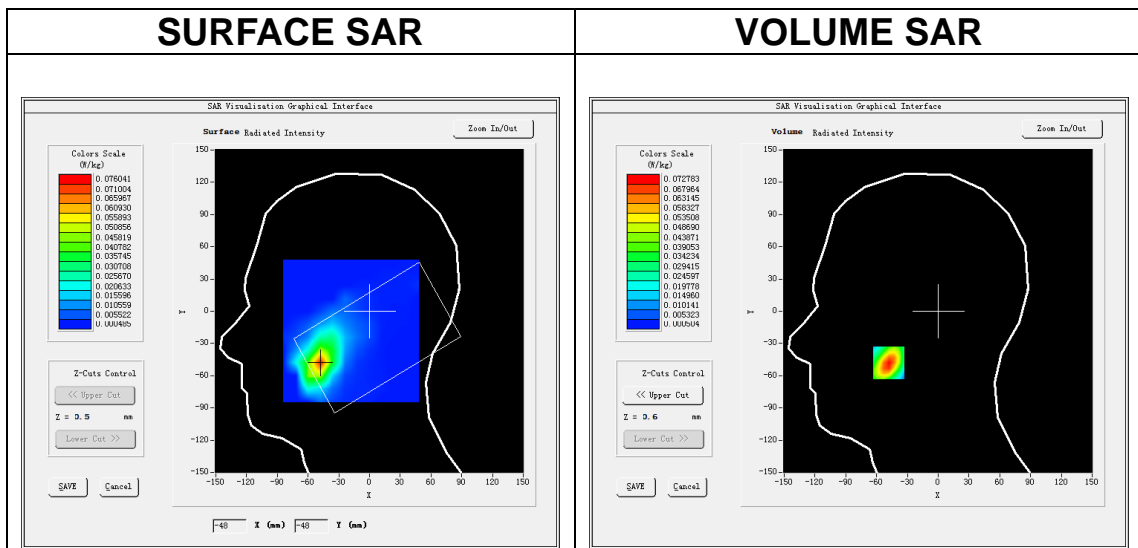 SURFACE SAR
VOLUME SAR
SAR Visualisation Graphical Interface
Surface Radiated Intensity
Zoom In/Out
Colors Scale
(W/kg)
0.076041
0.071004
0.065967
0.060930
0.055893
0.050856
0.045819
0.040782
0.035745
0.030708
0.025670
0.020633
0.015596
0.010559
0.005522
0.000485
Z-Cuts Control
<< Upper Cut
Z = 0.5 mm
Lower Cut >>
SAVE
Cancel
150
120
90
60
30
0
-30
-60
-90
-120
-150
Y
-150 -120 -90 -60 -30 0 30 60 90 120 150
X
-48 X (mm) -48 Y (mm)
SAR Visualisation Graphical Interface
Volume Radiated Intensity
Zoom In/Out
Colors Scale
(W/kg)
0.072783
0.067964
0.063145
0.058327
0.053508
0.048690
0.043871
0.039053
0.034234
0.029415
0.024597
0.019778
0.014960
0.010141
0.005323
0.000504
Z-Cuts Control
<< Upper Cut
Z = 0.6 mm
Lower Cut >>
SAVE
Cancel
150
120
90
60
30
0
-30
-60
-90
-120
-150
Y
-150 -120 -90 -60 -30 0 30 60 90 120 150
X